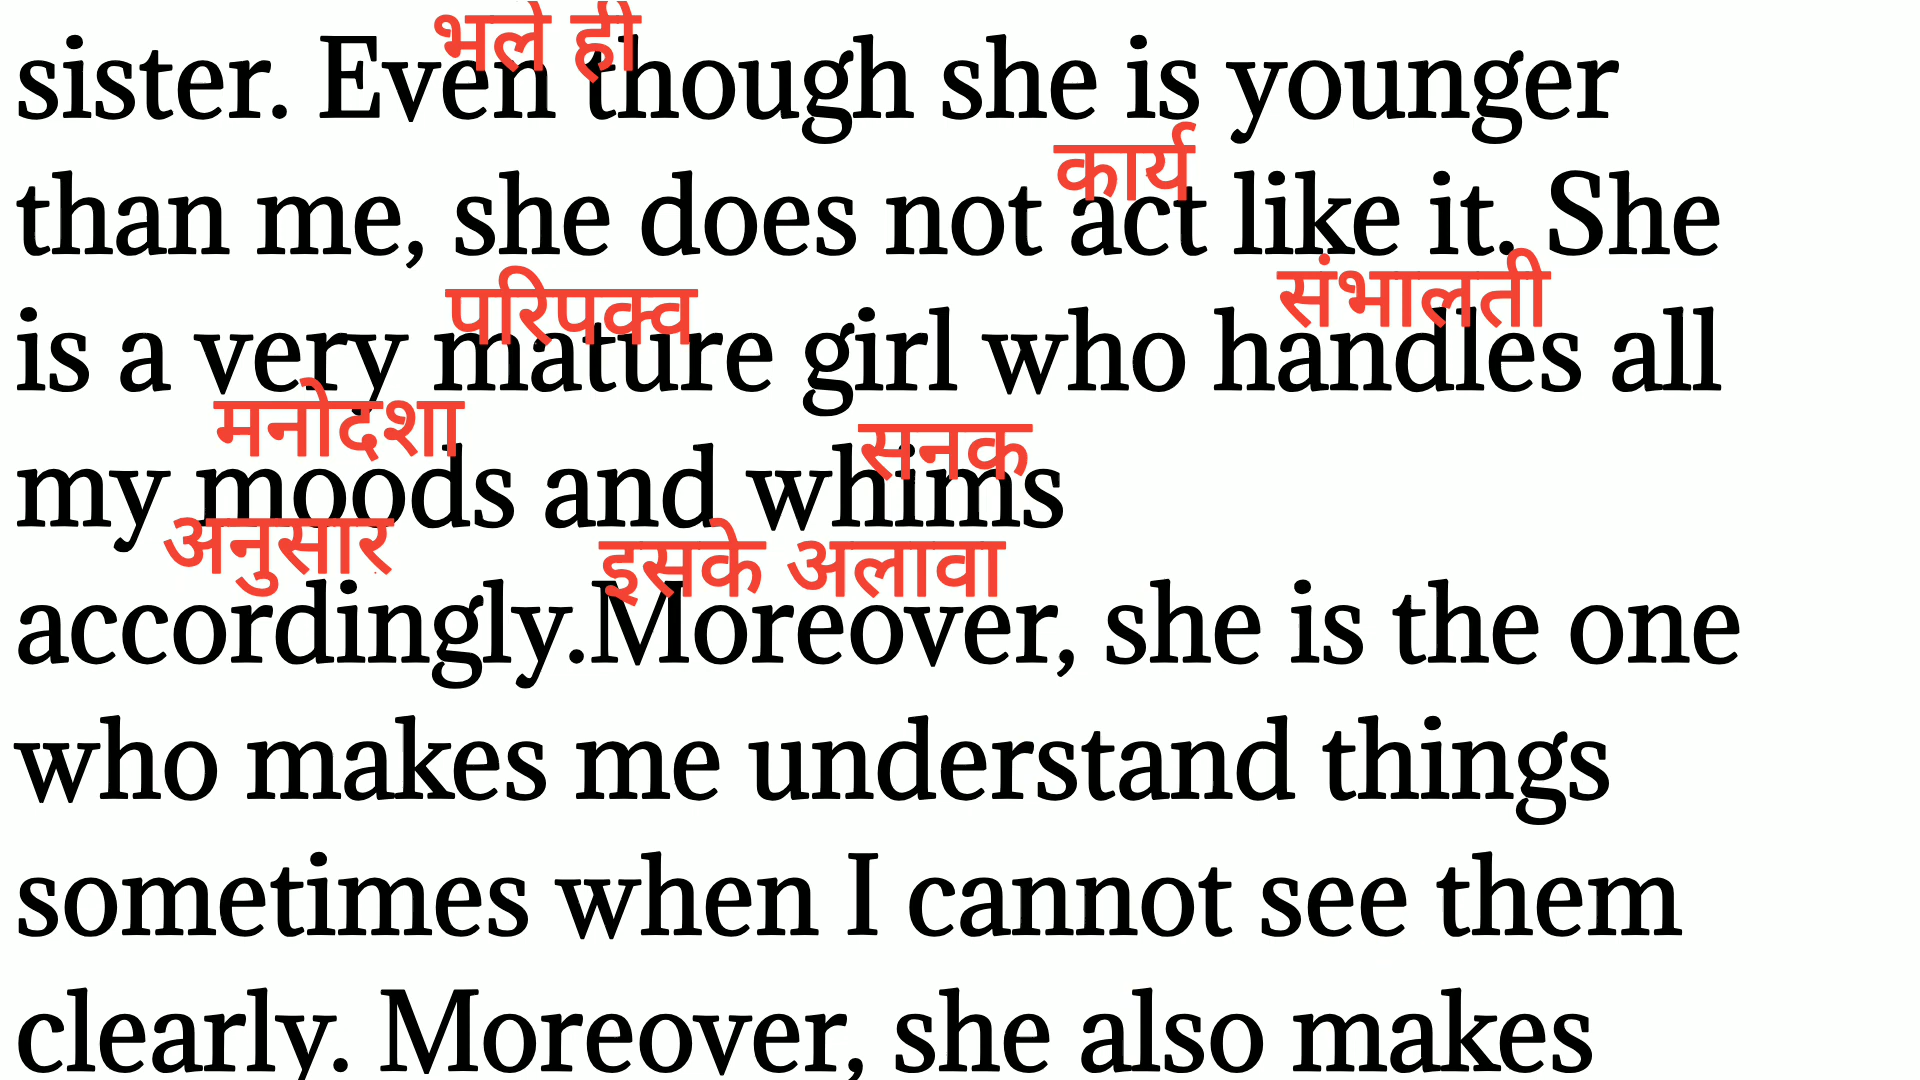 भले ही
sister. Even though she is younger
कार्य
than me, she does not act like it. She
परिपक्व संभालती
is a very mature girl who handles all
मनोदशा सनक
my moods and whims
अनुसार इसके अलावा
accordingly.Moreover, she is the one
who makes me understand things
sometimes when I cannot see them
clearly. Moreover, she also makes